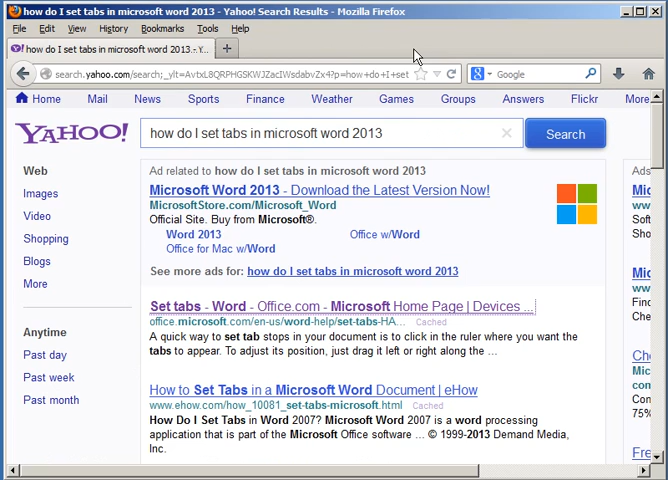 how do I set tabs in microsoft word 2013 - Yahoo! Search Results - Mozilla Firefox
File Edit View History Bookmarks Tools Help
Y! how do I set tabs in microsoft word 2013 - Y... +
search.yahoo.com/search;_ylt=AvtxL8QRPHGSKWJZacIWsdabvZx4?p=how+do+I+set Google
Home Mail News Sports Finance Weather Games Groups Answers Flickr More
YAHOO! how do I set tabs in microsoft word 2013 Search
Web
Images
Video
Shopping
Blogs
More
Anytime
Past day
Past week
Past month
Ad related to how do I set tabs in microsoft word 2013
Microsoft Word 2013 - Download the Latest Version Now!
MicrosoftStore.com/Microsoft_Word
Official Site. Buy from Microsoft®.
Word 2013 Office w/Word
Office for Mac w/Word
See more ads for: how do I set tabs in microsoft word 2013
Set tabs - Word - Office.com - Microsoft Home Page | Devices ...
office.microsoft.com/en-us/word-help/set-tabs-HA... Cached
A quick way to set tab stops in your document is to click in the ruler where you want the
tabs to appear. To adjust its position, just drag it left or right along the ...
How to Set Tabs in a Microsoft Word Document | eHow
www.ehow.com/how_10081_set-tabs-microsoft.html Cached
How Do I Set Tabs in Word 2007? Microsoft Word 2007 is a word processing
application that is part of the Microsoft Office software ... © 1999-2013 Demand Media,
Inc.
Ads
Mic
ww
Soft
Sho
Mic
ww
Find
Che
Che
Mic
com
75%
Fre